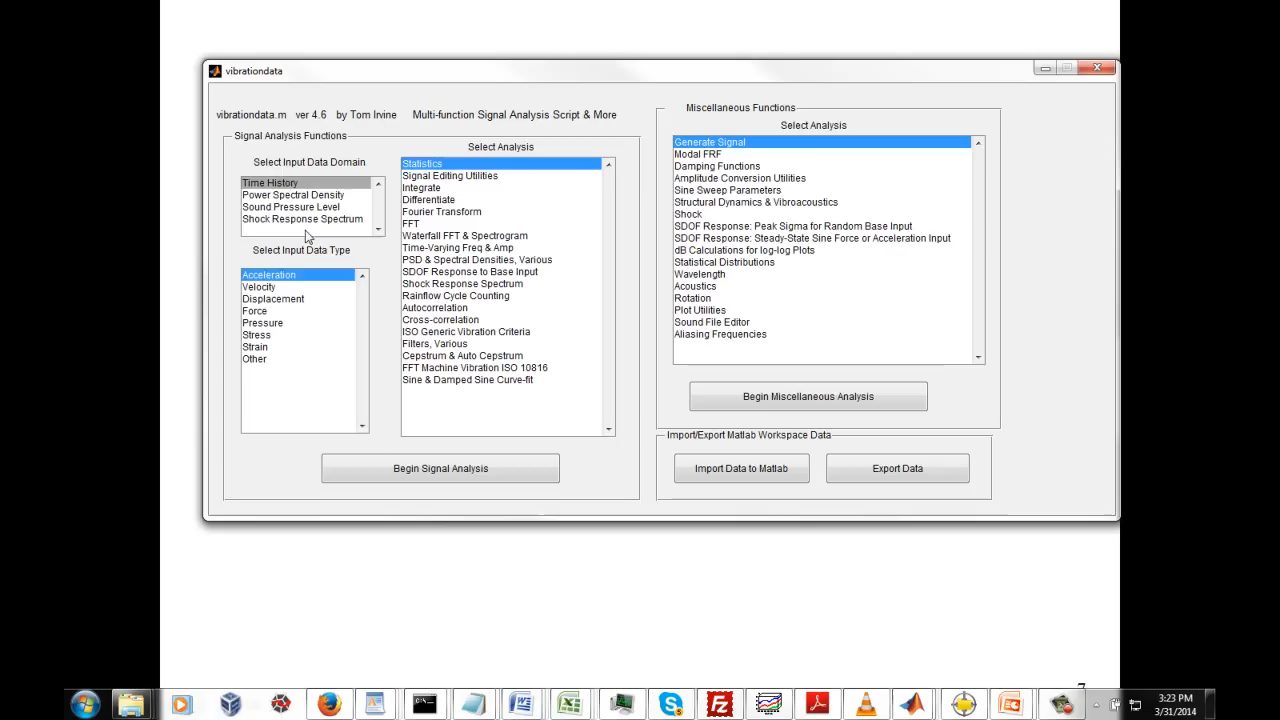 vibrationdata
vibrationdata.m ver 4.6 by Tom Irvine Multi-function Signal Analysis Script & More
Signal Analysis Functions
Select Input Data Domain
Time History
Power Spectral Density
Sound Pressure Level
Shock Response Spectrum
Select Input Data Type
Acceleration
Velocity
Displacement
Force
Pressure
Stress
Strain
Other
Select Analysis
Statistics
Signal Editing Utilities
Integrate
Differentiate
Fourier Transform
FFT
Waterfall FFT & Spectrogram
Time-Varying Freq & Amp
PSD & Spectral Densities, Various
SDOF Response to Base Input
Shock Response Spectrum
Rainflow Cycle Counting
Autocorrelation
Cross-correlation
ISO Generic Vibration Criteria
Filters, Various
Cepstrum & Auto Cepstrum
FFT Machine Vibration ISO 10816
Sine & Damped Sine Curve-fit
Begin Signal Analysis
Miscellaneous Functions
Select Analysis
Generate Signal
Modal FRF
Damping Functions
Amplitude Conversion Utilities
Sine Sweep Parameters
Structural Dynamics & Vibroacoustics
Shock
SDOF Response: Peak Sigma for Random Base Input
SDOF Response: Steady-State Sine Force or Acceleration Input
dB Calculations for log-log Plots
Statistical Distributions
Wavelength
Acoustics
Rotation
Plot Utilities
Sound File Editor
Aliasing Frequencies
Begin Miscellaneous Analysis
Import/Export Matlab Workspace Data
Import Data to Matlab
Export Data
7
3:23 PM
3/31/2014